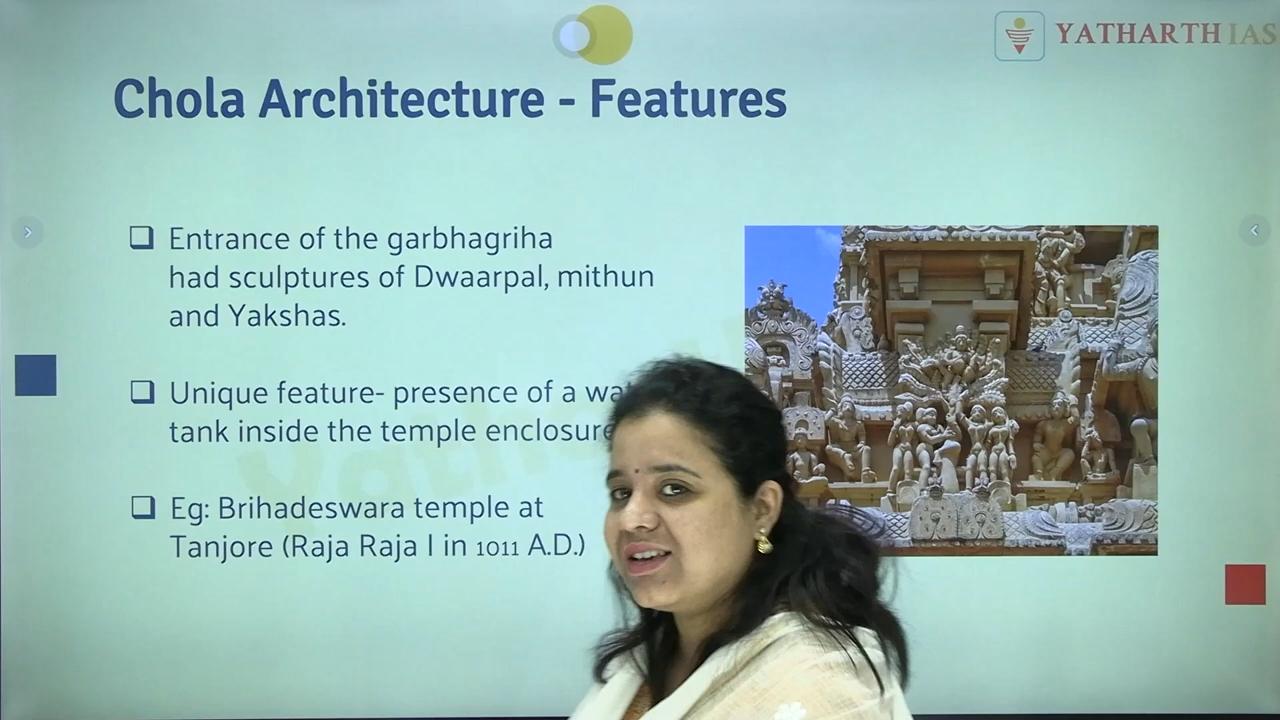 YATHARTH IAS
Chola Architecture - Features
Entrance of the garbhagriha
had sculptures of Dwaarpal, mithun
and Yakshas.
Unique feature- presence of a
tank inside the temple enclosure
Eg: Brihadeswara temple at
Tanjore (Raja Raja I in 1011 A.D.)